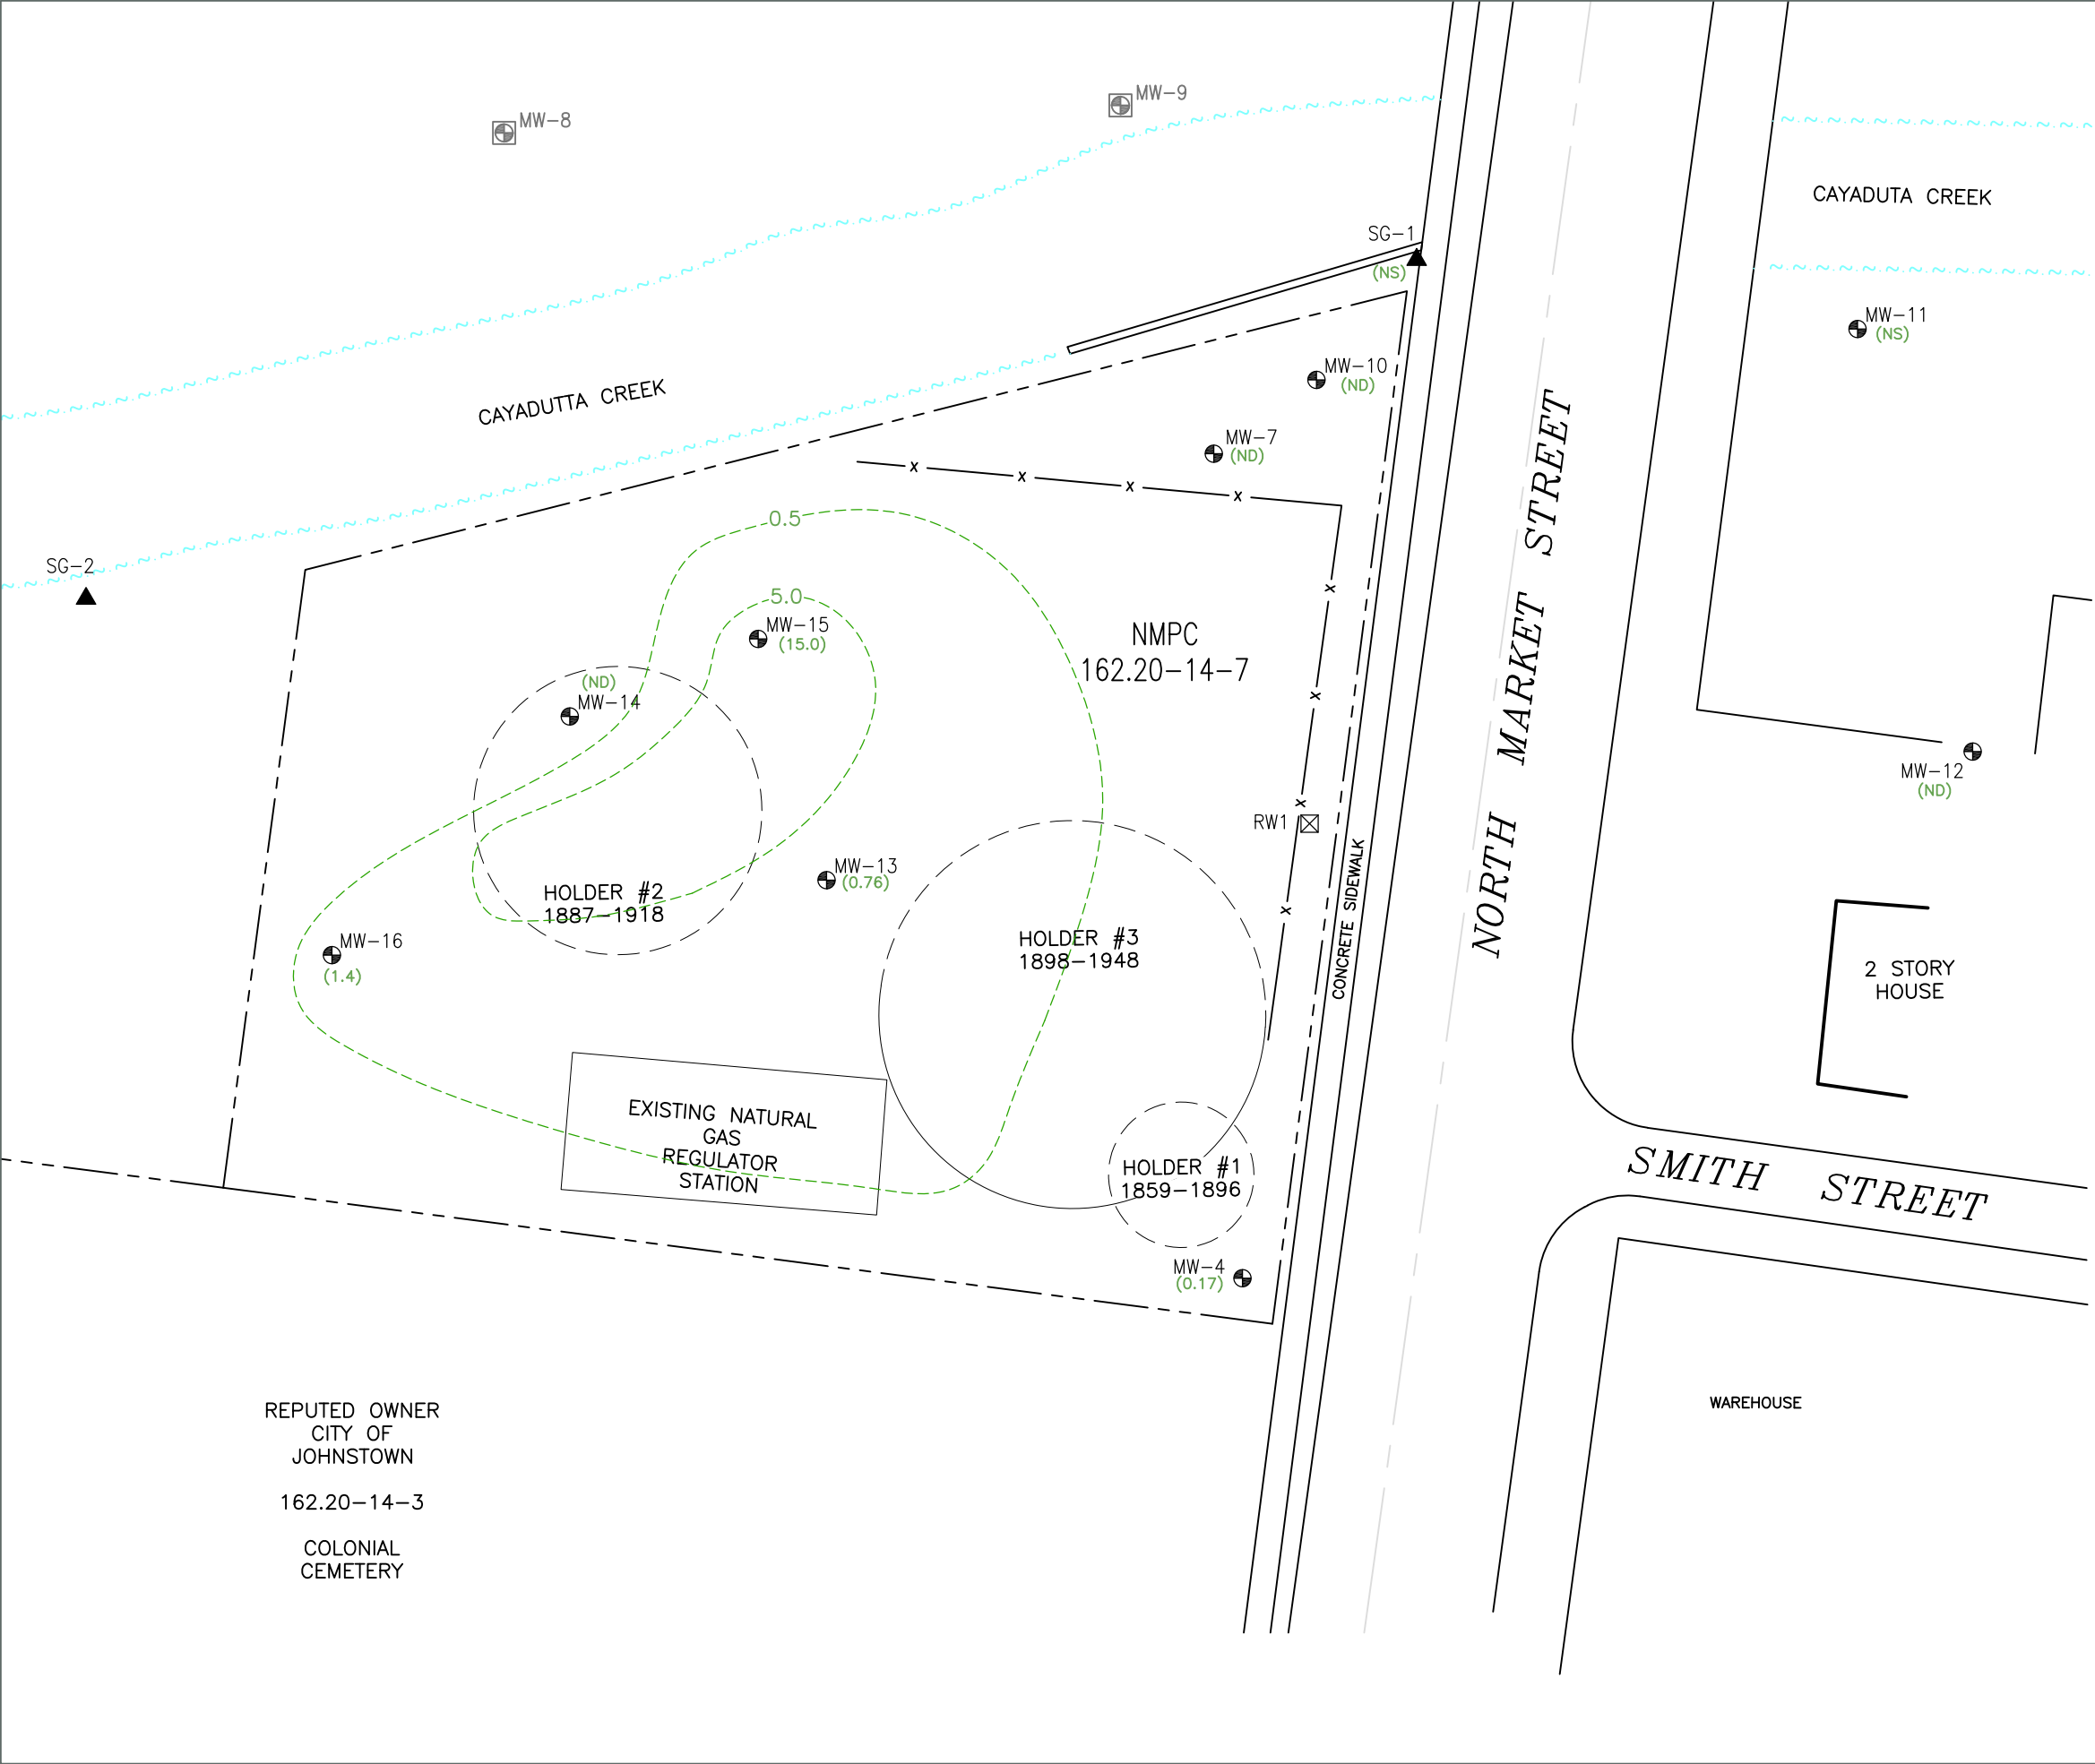 MW-9
MW-8
CAYADUTA CREEK
SG-1
(NS)
MW-11
(NS)
MW-10
(ND)
CAYADUTTA CREEK
MW-7
(ND)
x x x x
0.5
SG-2
5.0
MW-15
(15.0)
NMPC
162.20-14-7
x
x
x
x
(ND)
MW-14
NORTH MARKET STREET
MW-12
(ND)
RW1
CONCRETE SIDEWALK
MW-13
(0.76)
HOLDER #2
1887-1918
MW-16
(1.4)
HOLDER #3
1898-1948
2 STORY
HOUSE
EXISTING NATURAL
GAS
REGULATOR
STATION
HOLDER #1
1859-1896
SMITH STREET
MW-4
(0.17)
WAREHOUSE
REPUTED OWNER
CITY OF
JOHNSTOWN
162.20-14-3
COLONIAL
CEMETERY